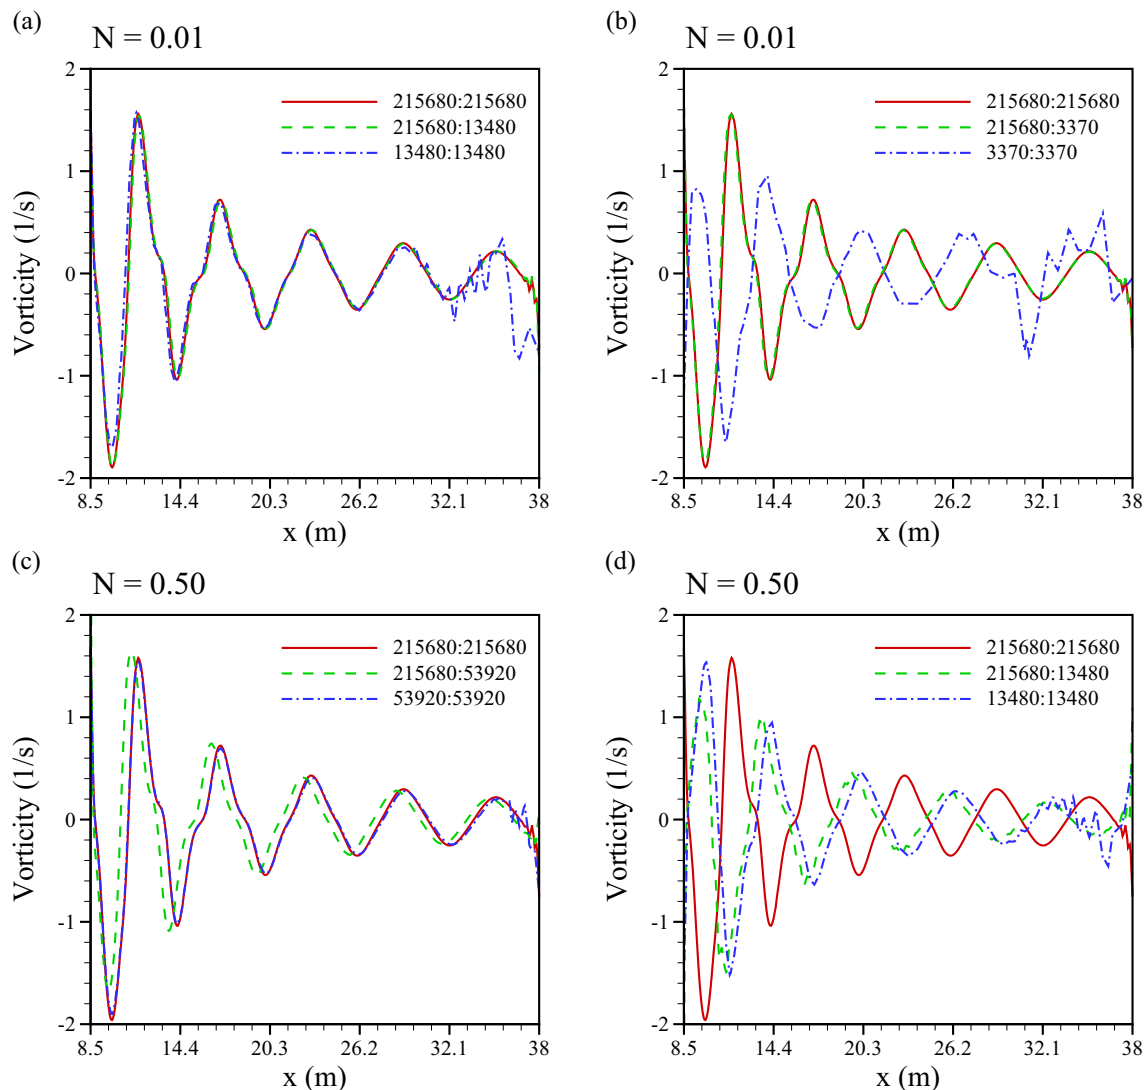 (a)
N = 0.01
Vorticity (1/s)
2
1
0
-1
-2
215680:215680
215680:13480
13480:13480
8.5 14.4 20.3 26.2 32.1 38
x (m)
(b)
N = 0.01
Vorticity (1/s)
2
1
0
-1
-2
215680:215680
215680:3370
3370:3370
8.5 14.4 20.3 26.2 32.1 38
x (m)
(c)
N = 0.50
Vorticity (1/s)
2
1
0
-1
-2
215680:215680
215680:53920
53920:53920
8.5 14.4 20.3 26.2 32.1 38
x (m)
(d)
N = 0.50
Vorticity (1/s)
2
1
0
-1
-2
215680:215680
215680:13480
13480:13480
8.5 14.4 20.3 26.2 32.1 38
x (m)